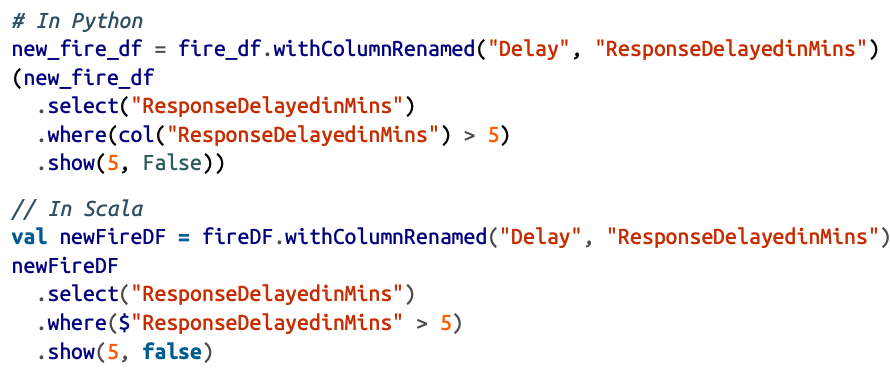 # In Python
new_fire_df = fire_df.withColumnRenamed("Delay", "ResponseDelayedinMins")
(new_fire_df
  .select("ResponseDelayedinMins")
  .where(col("ResponseDelayedinMins") > 5)
  .show(5, False))
// In Scala
val newFireDF = fireDF.withColumnRenamed("Delay", "ResponseDelayedinMins")
newFireDF
  .select("ResponseDelayedinMins")
  .where($"ResponseDelayedinMins" > 5)
  .show(5, false)